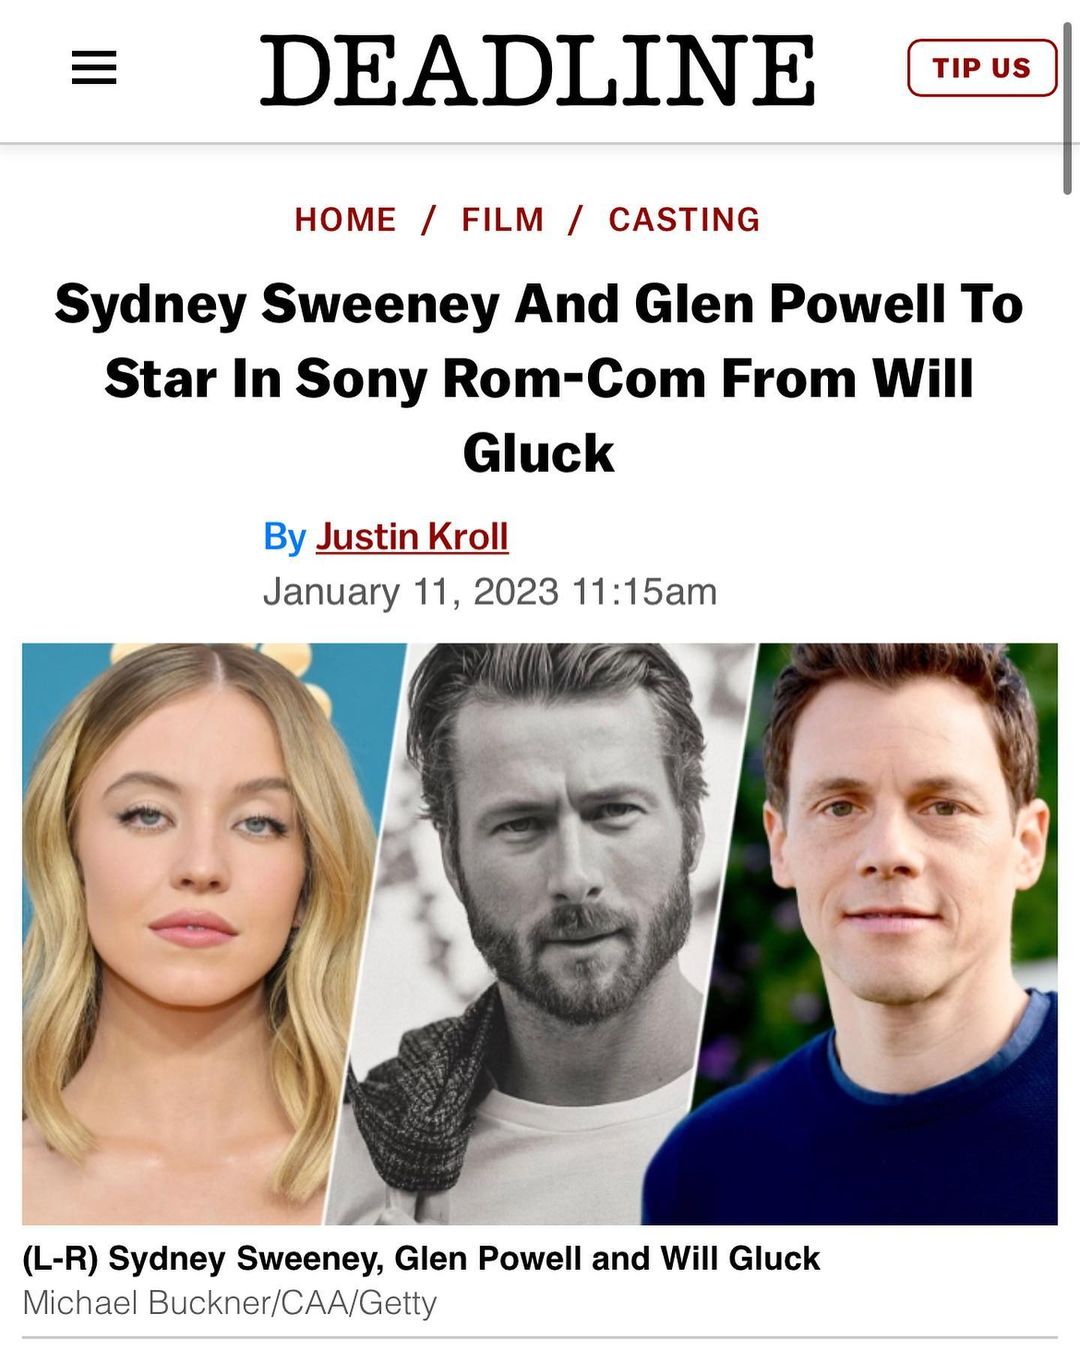 DEADLINE
TIP US
HOME / FILM / CASTING
Sydney Sweeney And Glen Powell To
Star In Sony Rom-Com From Will
Gluck
By Justin Kroll
January 11, 2023 11:15am
(L-R) Sydney Sweeney, Glen Powell and Will Gluck
Michael Buckner/CAA/Getty